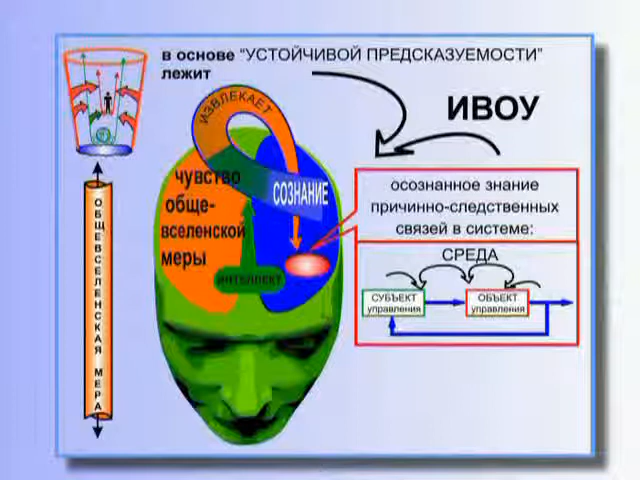 в основе "УСТОЙЧИВОЙ ПРЕДСКАЗУЕМОСТИ"
лежит
ИВОУ
ИЗВЛЕКАЕТ
чувство
обще-
вселенской
меры
СОЗНАНИЕ
ИНТЕЛЛЕКТ
ОБЩЕВСЕЛЕНСКАЯ МЕРА
осознанное знание
причинно-следственных
связей в системе:
СРЕДА
СУБЪЕКТ
управления
ОБЪЕКТ
управления